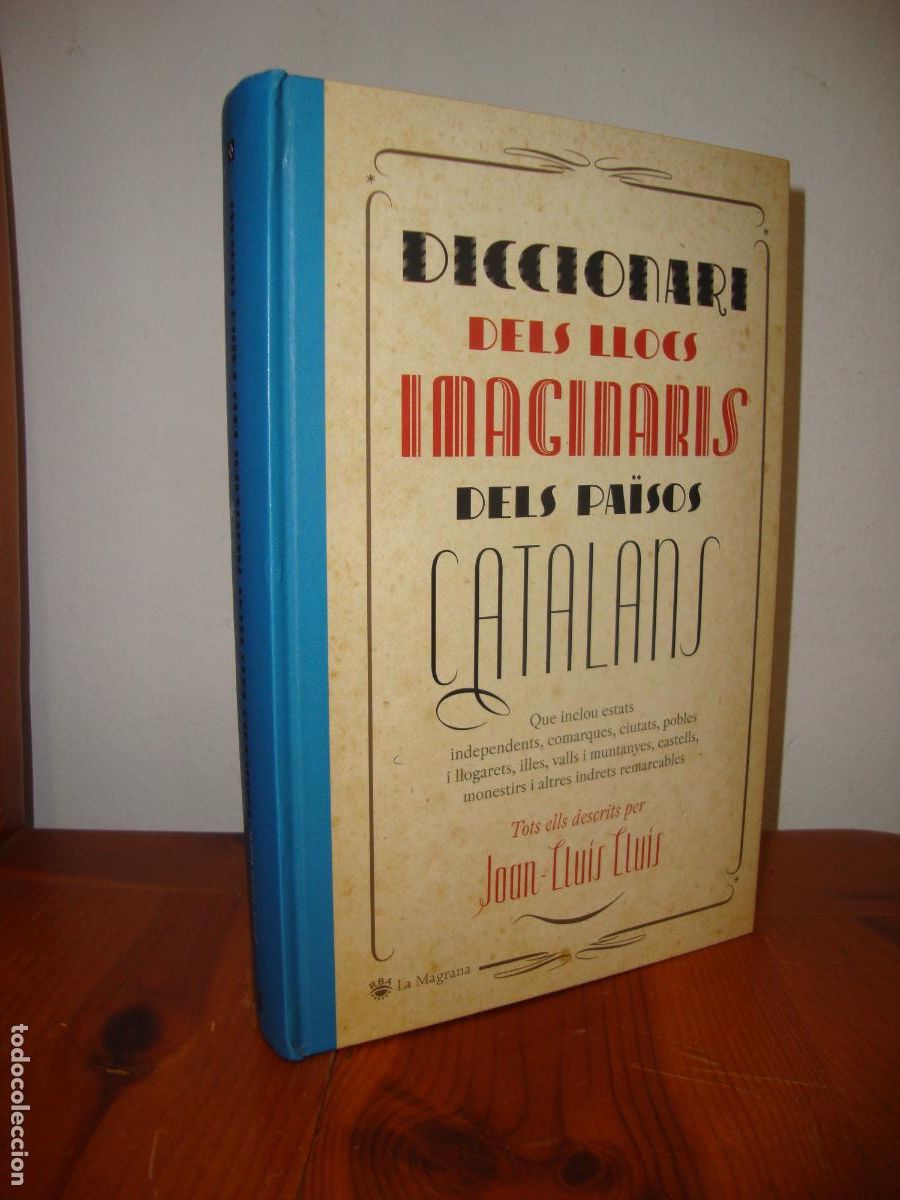 DICCIONARI
DELS LLOCS
IMAGINARIS
DELS PAÏSOS
CATALANS
Que inclou estats
independents, comarques, ciutats, pobles
i llogarets, illes, valls i muntanyes, castells,
monestirs i altres indrets remarcables
Tots ells descrits per
Joan-Lluís Lluís
RBA La Magrana
todocoleccion